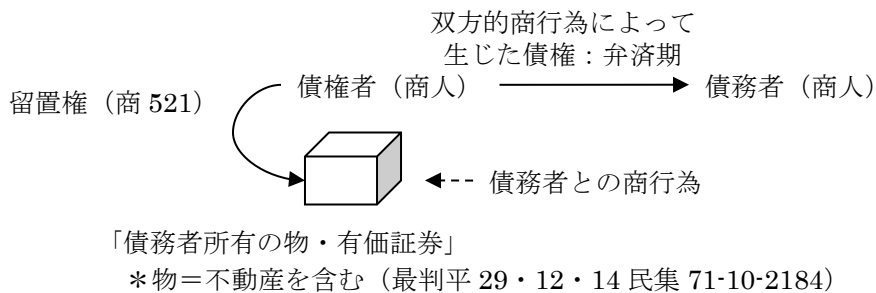 双方的商行為によって
生じた債権：弁済期
留置権（商 521）
債権者（商人）
債務者（商人）
債務者との商行為
「債務者所有の物・有価証券」
＊物＝不動産を含む（最判平 29・12・14 民集 71-10-2184）